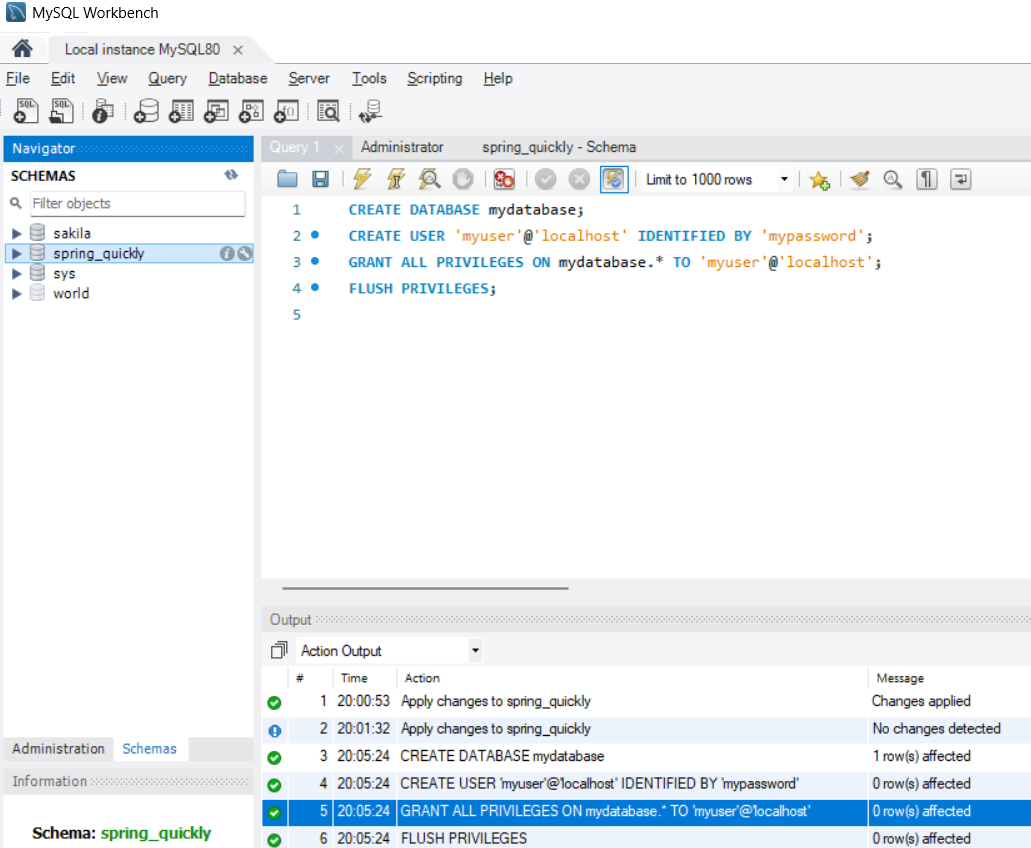 MySQL Workbench
Local instance MySQL80
File Edit View Query Database Server Tools Scripting Help
Navigator
SCHEMAS
Filter objects
sakila
spring_quickly
sys
world
Administration Schemas
Information
Schema: spring_quickly
Query 1 Administrator spring_quickly - Schema
Limit to 1000 rows
1 CREATE DATABASE mydatabase;
2 CREATE USER 'myuser'@'localhost' IDENTIFIED BY 'mypassword';
3 GRANT ALL PRIVILEGES ON mydatabase.* TO 'myuser'@'localhost';
4 FLUSH PRIVILEGES;
5
Output
Action Output
# Time Action Message
1 20:00:53 Apply changes to spring_quickly Changes applied
2 20:01:32 Apply changes to spring_quickly No changes detected
3 20:05:24 CREATE DATABASE mydatabase 1 row(s) affected
4 20:05:24 CREATE USER 'myuser'@'localhost' IDENTIFIED BY 'mypassword' 0 row(s) affected
5 20:05:24 GRANT ALL PRIVILEGES ON mydatabase.* TO 'myuser'@'localhost' 0 row(s) affected
6 20:05:24 FLUSH PRIVILEGES 0 row(s) affected